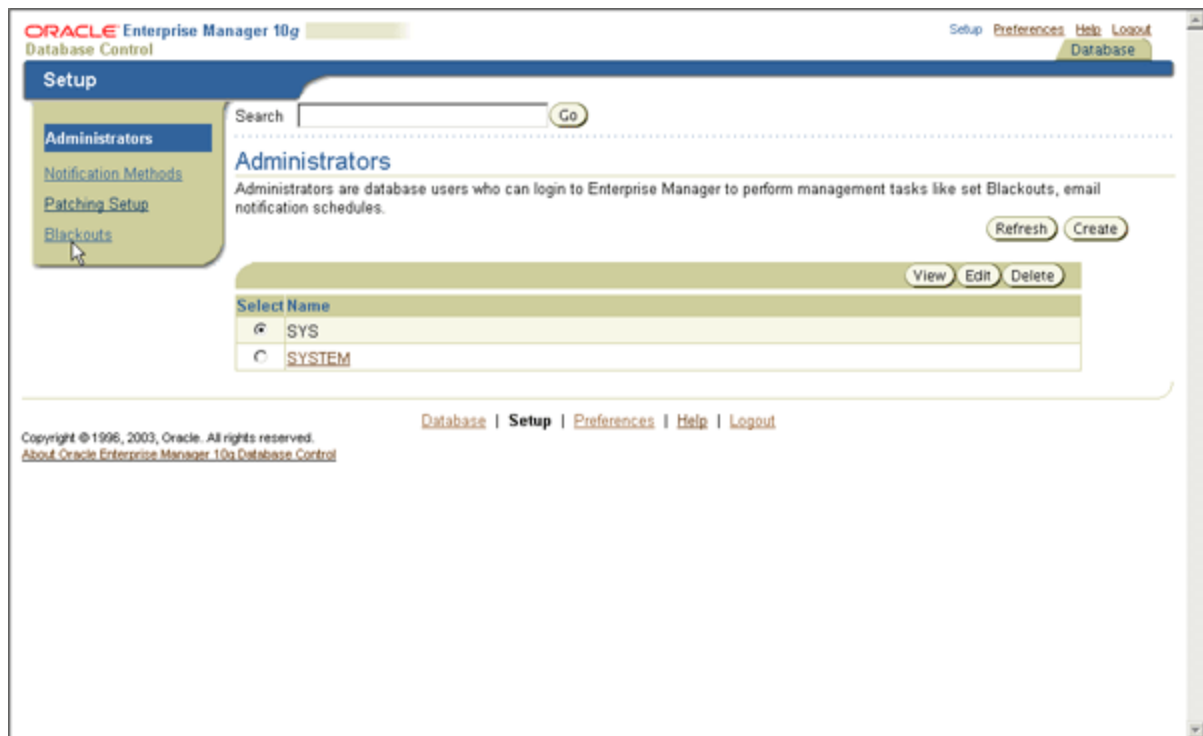 ORACLE Enterprise Manager 10g
Database Control
Setup Preferences Help Logout
Database
Setup
Administrators
Notification Methods
Patching Setup
Blackouts
Search Go
Administrators
Administrators are database users who can login to Enterprise Manager to perform management tasks like set Blackouts, email
notification schedules.
Refresh Create
View Edit Delete
Select Name
SYS
SYSTEM
Database | Setup | Preferences | Help | Logout
Copyright © 1996, 2003, Oracle. All rights reserved.
About Oracle Enterprise Manager 10g Database Control